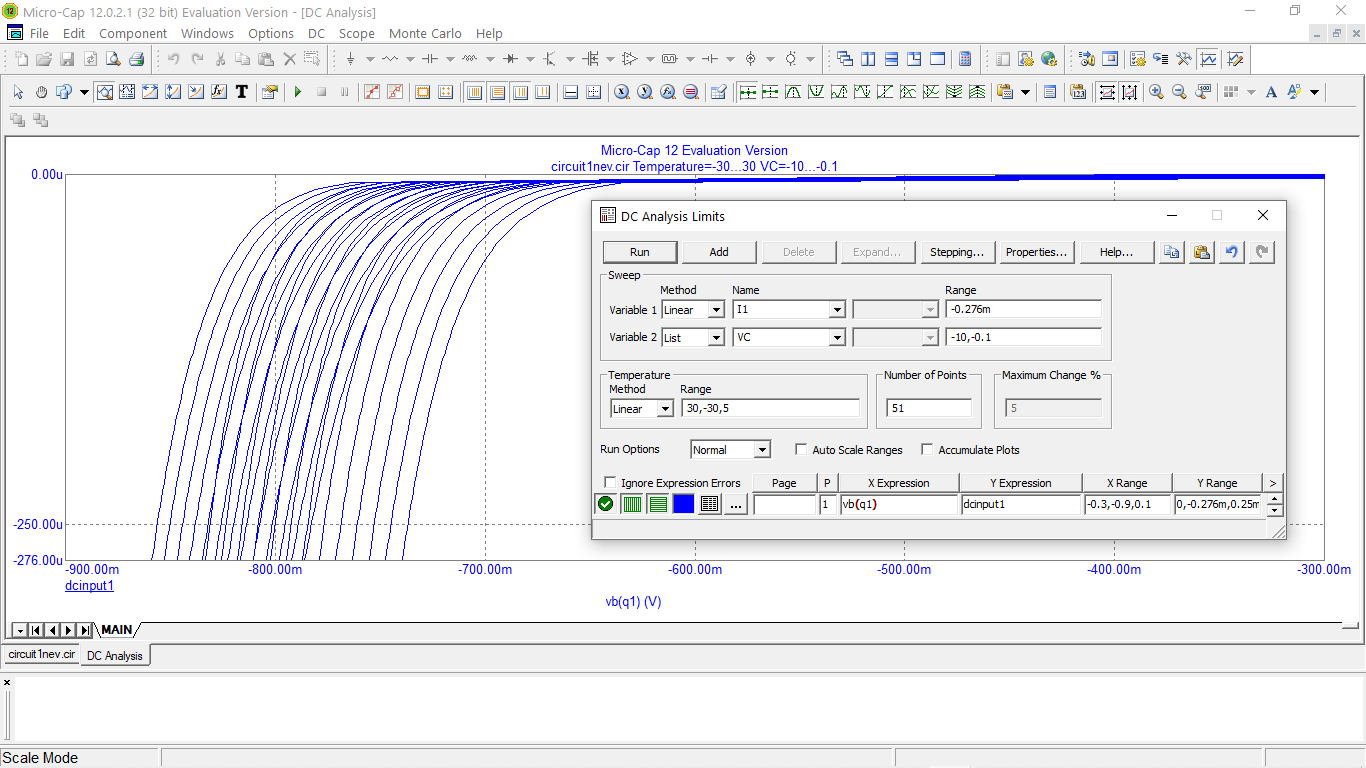 Micro-Cap 12.0.2.1 (32 bit) Evaluation Version - [DC Analysis]
File Edit Component Windows Options DC Scope Monte Carlo Help
Micro-Cap 12 Evaluation Version
circuit1nev.cir Temperature=-30...30 VC=-10...-0.1
0.00u
-250.00u
-276.00u
-900.00m -800.00m -700.00m -600.00m -500.00m -400.00m -300.00m
dcinput1
vb(q1) (V)
DC Analysis Limits
Run Add Delete Expand... Stepping... Properties... Help...
Sweep
Method Name Range
Variable 1 Linear I1 -0.276m
Variable 2 List VC -10,-0.1
Temperature Number of Points Maximum Change %
Method Range
Linear 30,-30,5 51 5
Run Options Normal Auto Scale Ranges Accumulate Plots
Ignore Expression Errors Page P X Expression Y Expression X Range Y Range >
... 1 vb(q1) dcinput1 -0.3,-0.9,0.1 0,-0.276m,0.25m
MAIN
circuit1nev.cir DC Analysis
Scale Mode